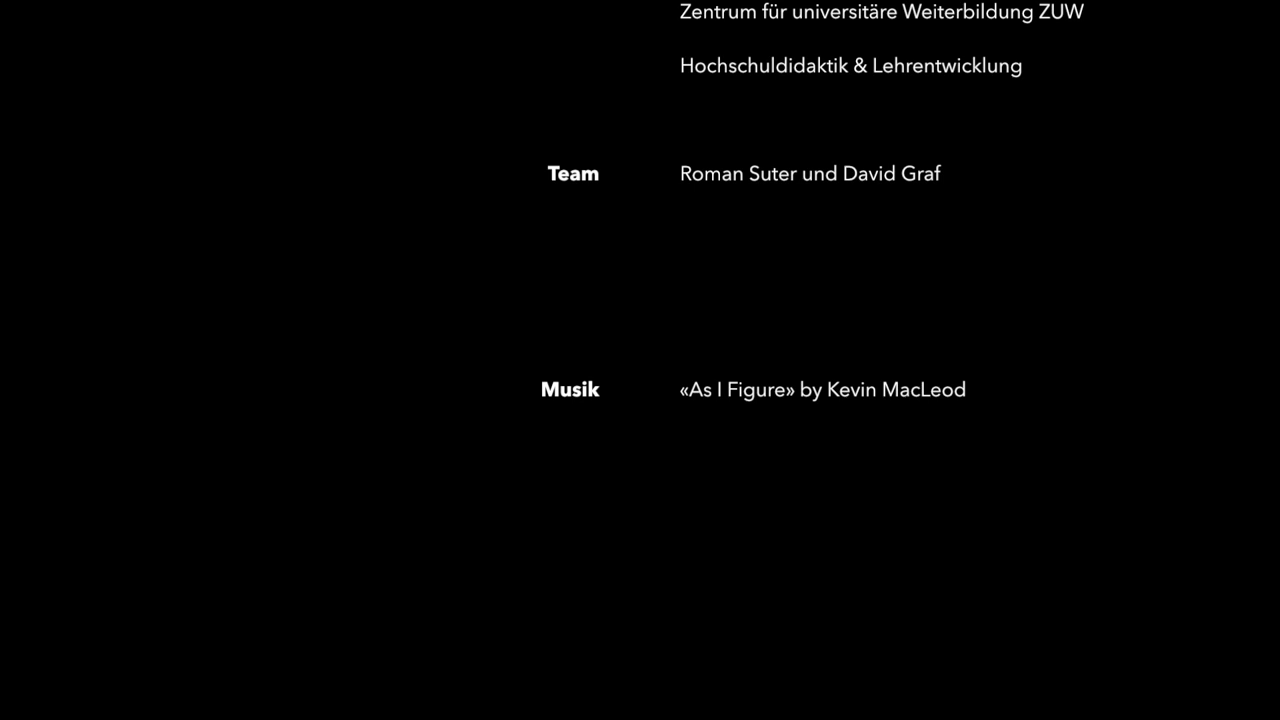 Zentrum für universitäre Weiterbildung ZUW
Hochschuldidaktik & Lehrentwicklung
Team Roman Suter und David Graf
Musik «As I Figure» by Kevin MacLeod